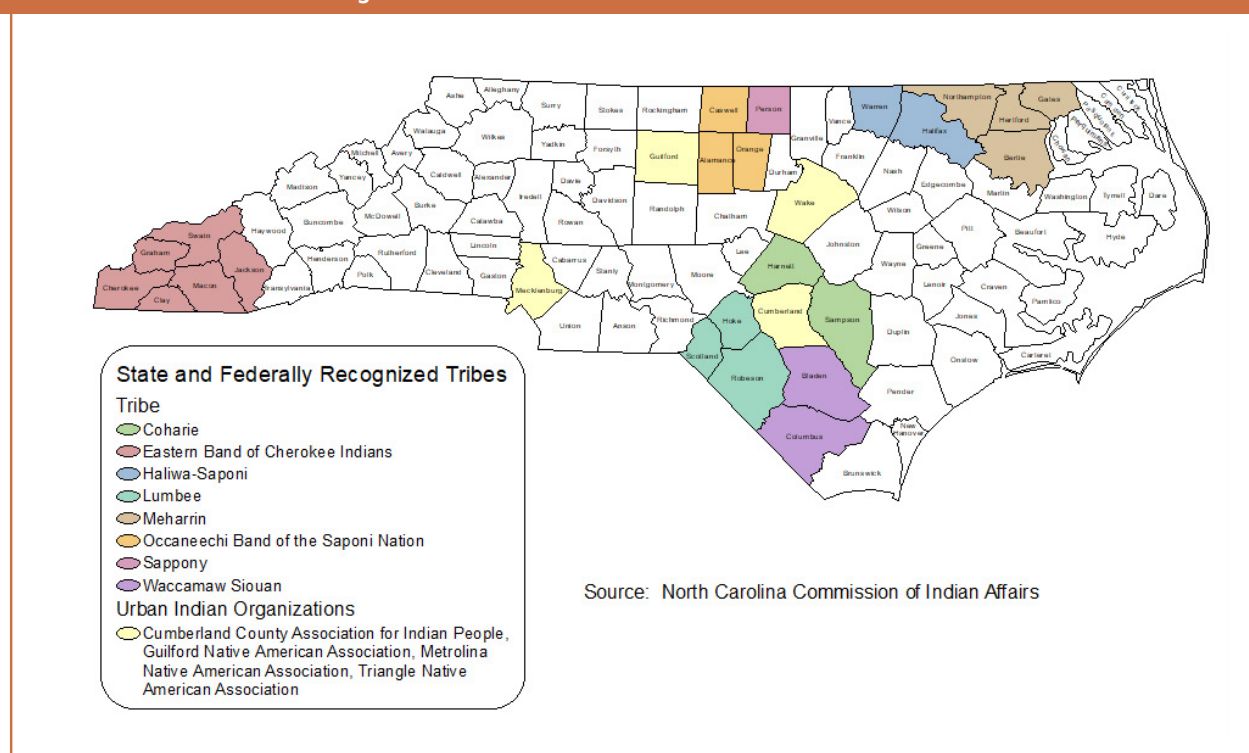 Ashe
Alleghany
Surry
Stokes
Rockingham
Caswell
Person
Vance
Warren
Northampton
Gates
Hertford
Halifax
Bertie
Granville
Watauga
Wilkes
Yadkin
Forsyth
Guilford
Alamance
Orange
Durham
Franklin
Nash
Edgecombe
Martin
Washington
Tyrrell
Dare
Mitchell
Avery
Yancey
Caldwell
Alexander
Iredell
Davie
Davidson
Randolph
Chatham
Wake
Wilson
Madison
Buncombe
McDowell
Burke
Catawba
Rowan
Johnston
Greene
Pitt
Beaufort
Hyde
Swain
Haywood
Graham
Jackson
Henderson
Rutherford
Lincoln
Cabarrus
Stanly
Montgomery
Moore
Lee
Harnett
Wayne
Lenoir
Craven
Pamlico
Cherokee
Clay
Macon
Transylvania
Polk
Cleveland
Gaston
Mecklenburg
Union
Anson
Richmond
Hoke
Cumberland
Sampson
Duplin
Jones
Carteret
Scotland
Robeson
Bladen
Onslow
Pender
Columbus
New
Hanover
Brunswick
State and Federally Recognized Tribes
Tribe
Coharie
Eastern Band of Cherokee Indians
Haliwa-Saponi
Lumbee
Meharrin
Occaneechi Band of the Saponi Nation
Sappony
Waccamaw Siouan
Urban Indian Organizations
Cumberland County Association for Indian People,
Guilford Native American Association, Metrolina
Native American Association, Triangle Native
American Association
Source: North Carolina Commission of Indian Affairs